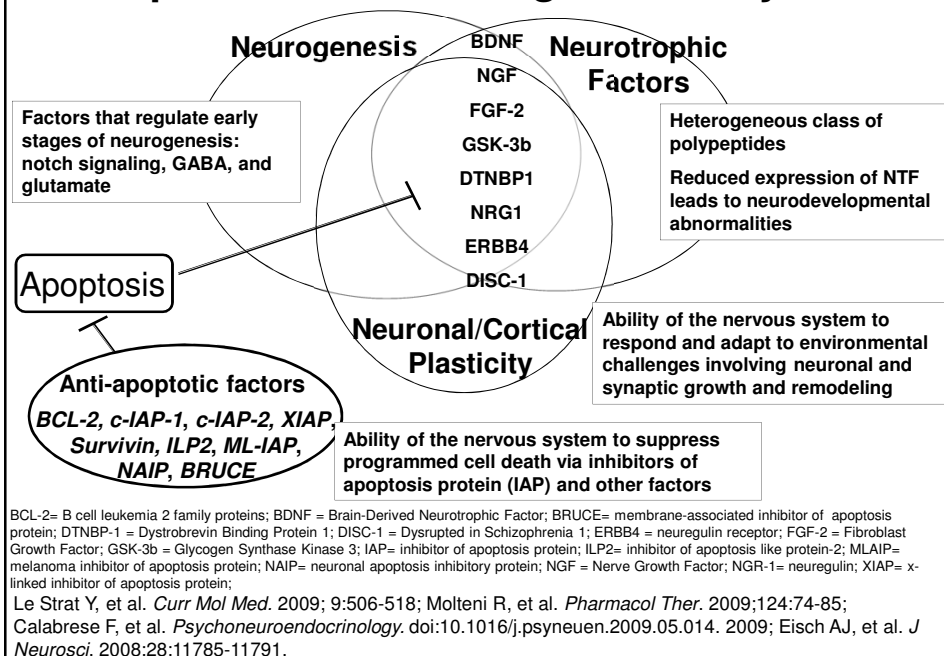 Neurogenesis
BDNF
Neurotrophic
Factors
NGF
FGF-2
GSK-3b
DTNBP1
NRG1
ERBB4
DISC-1
Factors that regulate early
stages of neurogenesis:
notch signaling, GABA, and
glutamate
Heterogeneous class of
polypeptides
Reduced expression of NTF
leads to neurodevelopmental
abnormalities
Apoptosis
Neuronal/Cortical
Plasticity
Ability of the nervous system to
respond and adapt to environmental
challenges involving neuronal and
synaptic growth and remodeling
Anti-apoptotic factors
BCL-2, c-IAP-1, c-IAP-2, XIAP,
Survivin, ILP2, ML-IAP,
NAIP, BRUCE
Ability of the nervous system to suppress
programmed cell death via inhibitors of
apoptosis protein (IAP) and other factors
BCL-2= B cell leukemia 2 family proteins; BDNF = Brain-Derived Neurotrophic Factor; BRUCE= membrane-associated inhibitor of apoptosis
protein; DTNBP-1 = Dystrobrevin Binding Protein 1; DISC-1 = Dysrupted in Schizophrenia 1; ERBB4 = neuregulin receptor; FGF-2 = Fibroblast
Growth Factor; GSK-3b = Glycogen Synthase Kinase 3; IAP= inhibitor of apoptosis protein; ILP2= inhibitor of apoptosis like protein-2; MLAIP=
melanoma inhibitor of apoptosis protein; NAIP= neuronal apoptosis inhibitory protein; NGF = Nerve Growth Factor; NGR-1= neuregulin; XIAP= x-
linked inhibitor of apoptosis protein;
Le Strat Y, et al. Curr Mol Med. 2009; 9:506-518; Molteni R, et al. Pharmacol Ther. 2009;124:74-85;
Calabrese F, et al. Psychoneuroendocrinology. doi:10.1016/j.psyneuen.2009.05.014. 2009; Eisch AJ, et al. J
Neurosci. 2008;28:11785-11791.